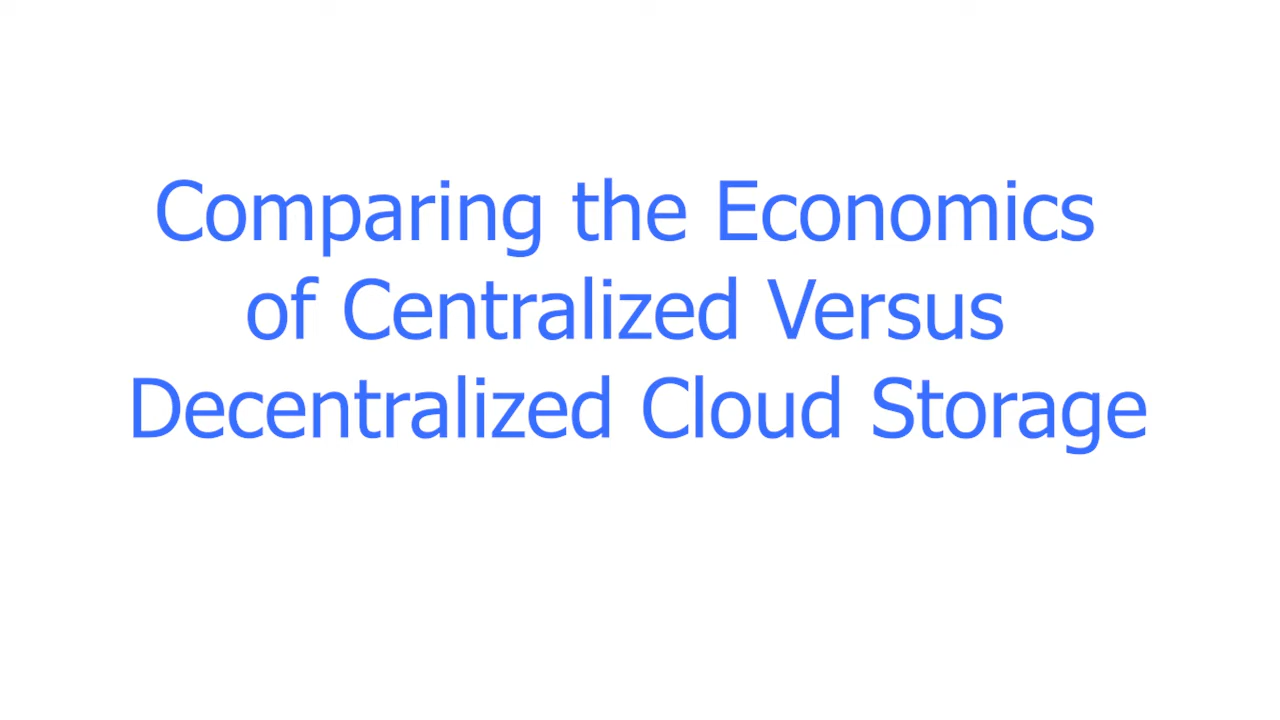 Comparing the Economics
of Centralized Versus
Decentralized Cloud Storage